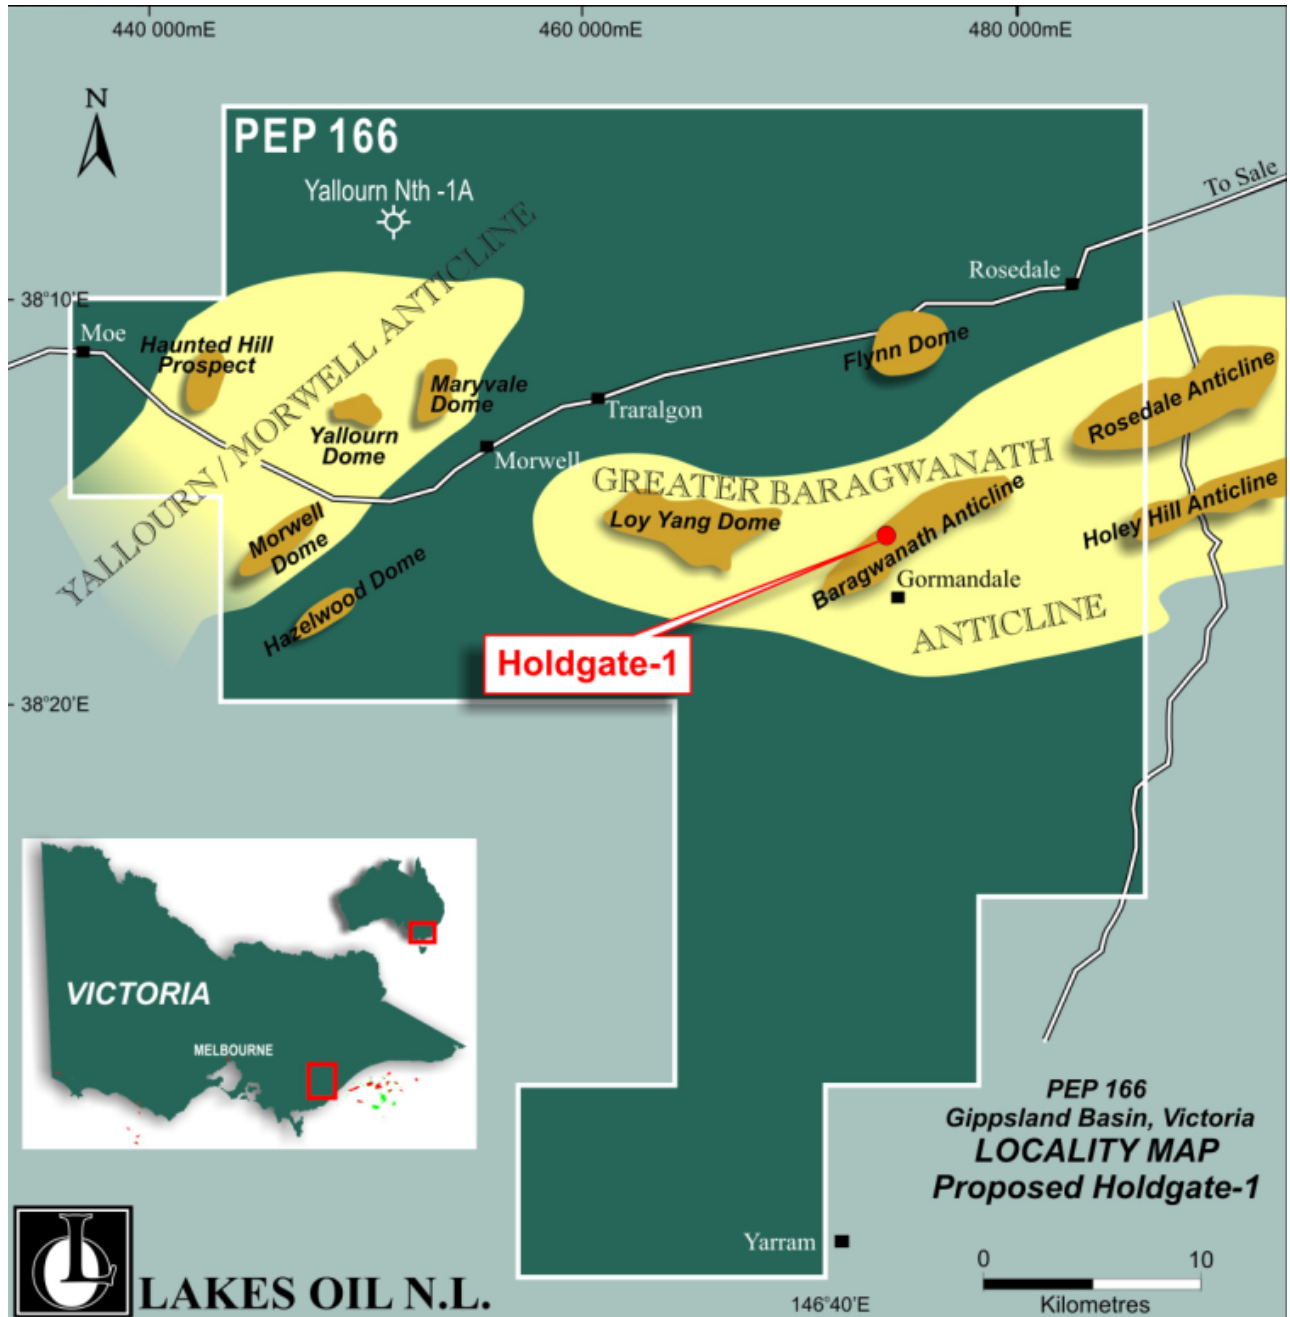 440 000mE
460 000mE
480 000mE
N
PEP 166
Yallourn Nth -1A
To Sale
Rosedale
38°10'E
Moe
Haunted Hill
Prospect
YALLOURN / MORWELL ANTICLINE
Flynn Dome
Maryvale
Dome
Rosedale Anticline
Traralgon
Yallourn
Dome
Morwell
GREATER BARAGWANATH
Loy Yang Dome
Baragwanath Anticline
Holey Hill Anticline
Morwell
Dome
Hazelwood Dome
Gormandale
ANTICLINE
Holdgate-1
38°20'E
VICTORIA
MELBOURNE
PEP 166
Gippsland Basin, Victoria
LOCALITY MAP
Proposed Holdgate-1
Yarram
0
10
Kilometres
146°40'E
LAKES OIL N.L.